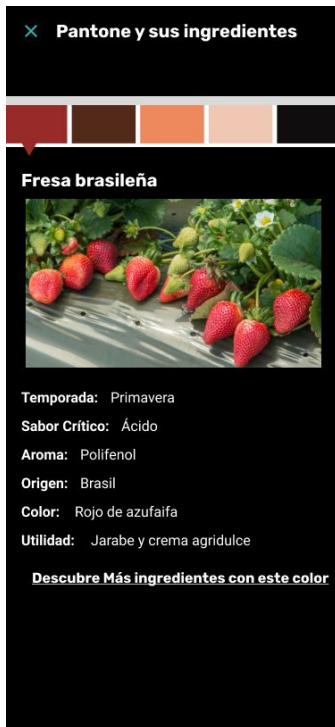 Pantone y sus ingredientes
Fresa brasileña
Temporada: Primavera
Sabor Crítico: Ácido
Aroma: Polifenol
Origen: Brasil
Color: Rojo de azufaifa
Utilidad: Jarabe y crema agridulce
Descubre Más ingredientes con este color